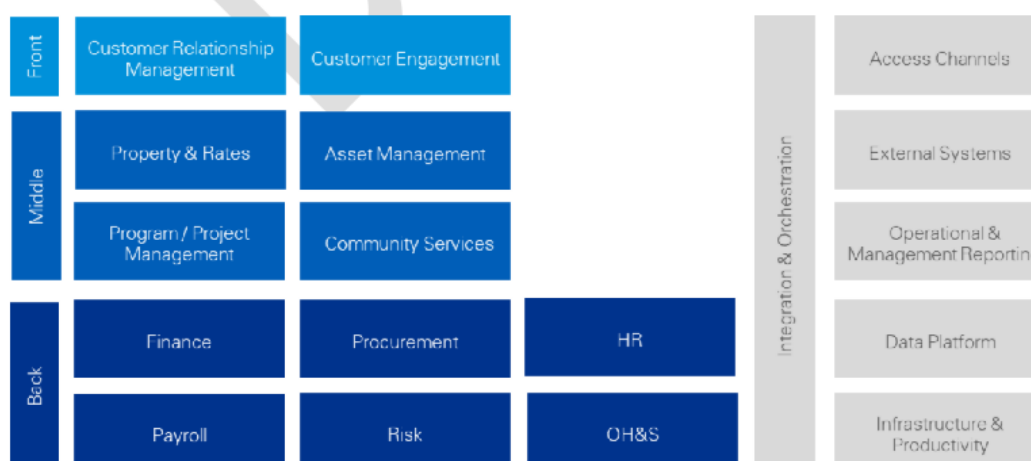 Front
Customer Relationship
Management
Customer Engagement
Access Channels
Middle
Property & Rates
Asset Management
External Systems
Program / Project
Management
Community Services
Integration & Orchestration
Operational &
Management Reportin
Back
Finance
Procurement
HR
Data Platform
Payroll
Risk
OH&S
Infrastructure &
Productivity